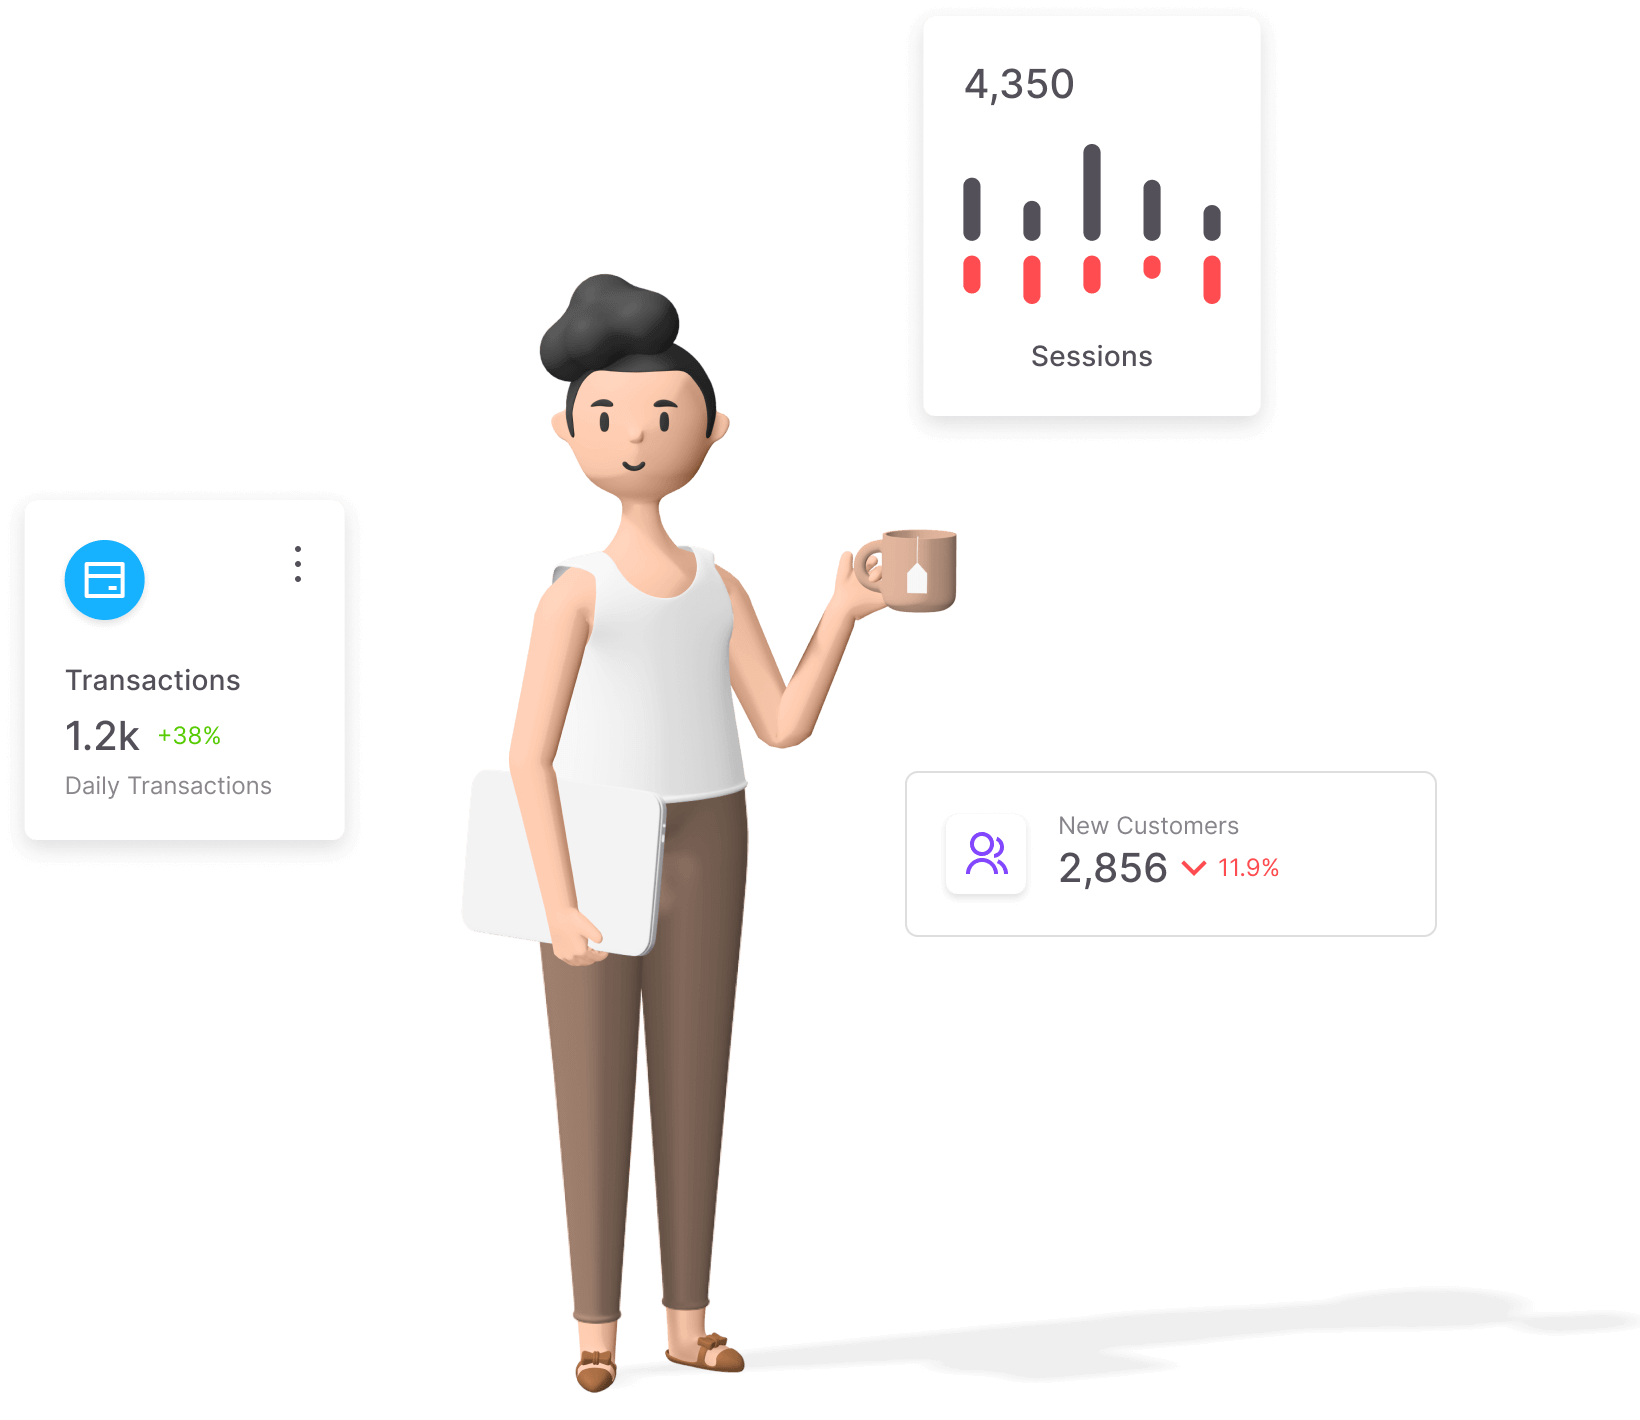 4,350
Sessions
Transactions
1.2k +38%
Daily Transactions
New Customers
2,856 11.9%